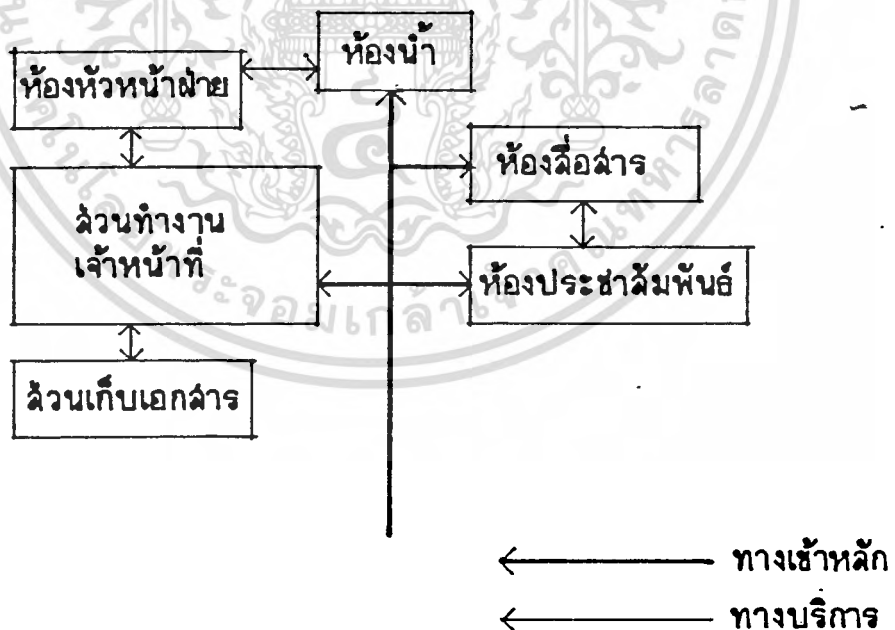 ห้องน้ำ
ห้องหัวหน้าฝ่าย
ห้องสื่อสาร
ส่วนทำงาน
เจ้าหน้าที่
ห้องประชาสัมพันธ์
ส่วนเก็บเอกสาร
ทางเข้าหลัก
ทางบริการ